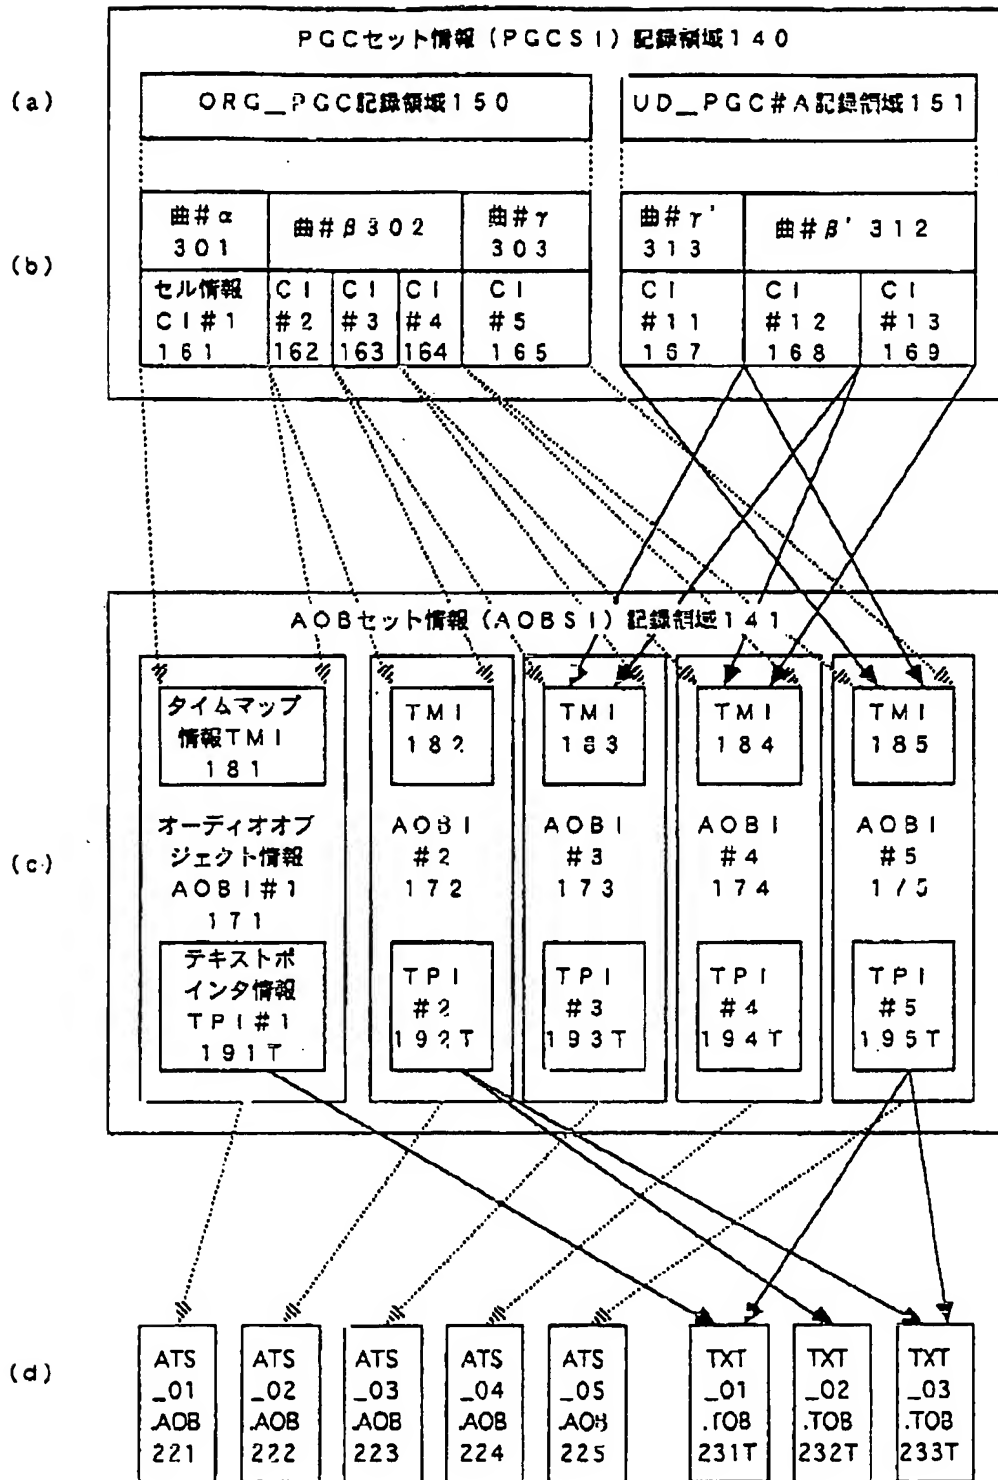 PGCセット情報(PGCSI)記録領域140
(a)
ORG__PGC記録領域150
UD__PGC#A記録領域151
(b)
曲#α
301
曲#β302
曲#γ
303
曲#γ'
313
曲#β'312
セル情報
CI#1
161
CI
#2
162
CI
#3
163
CI
#4
164
CI
#5
165
CI
#11
167
CI
#12
168
CI
#13
169
AOBセット情報(AOBSI)記録領域141
(c)
タイムマップ
情報TMI
181
TMI
182
TMI
183
TMI
184
TMI
185
オーディオオブ
ジェクト情報
AOBI#1
171
AOBI
#2
172
AOBI
#3
173
AOBI
#4
174
AOBI
#5
175
テキストポ
インタ情報
TPI#1
191T
TPI
#2
192T
TPI
#3
193T
TPI
#4
194T
TPI
#5
195T
(d)
ATS
_01
.AOB
221
ATS
_02
.AOB
222
ATS
_03
.AOB
223
ATS
_04
.AOB
224
ATS
_05
.AOB
225
TXT
_01
.TOB
231T
TXT
_02
.TOB
232T
TXT
_03
.TOB
233T